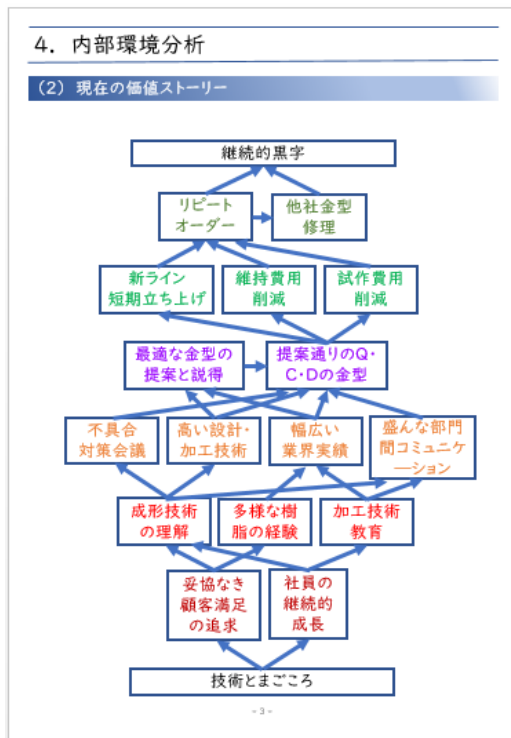 4. 内部環境分析
(2) 現在の価値ストーリー
継続的黒字
リピート
オーダー
他社金型
修理
新ライン
短期立ち上げ
維持費用
削減
試作費用
削減
最適な金型の
提案と説得
提案通りのQ・
C・Dの金型
不具合
対策会議
高い設計・
加工技術
幅広い
業界実績
盛んな部門
間コミュニケ
ーション
成形技術
の理解
多様な樹
脂の経験
加工技術
教育
妥協なき
顧客満足
の追求
社員の
継続的
成長
技術とまごころ
- 3 -